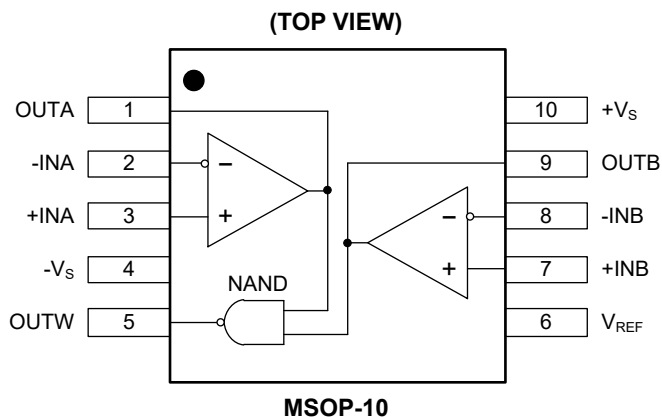 (TOP VIEW)
OUTA 1 10 +VS
-INA 2 9 OUTB
+INA 3 8 -INB
-VS 4 7 +INB
OUTW 5 6 VREF
− +
− +
NAND
MSOP-10